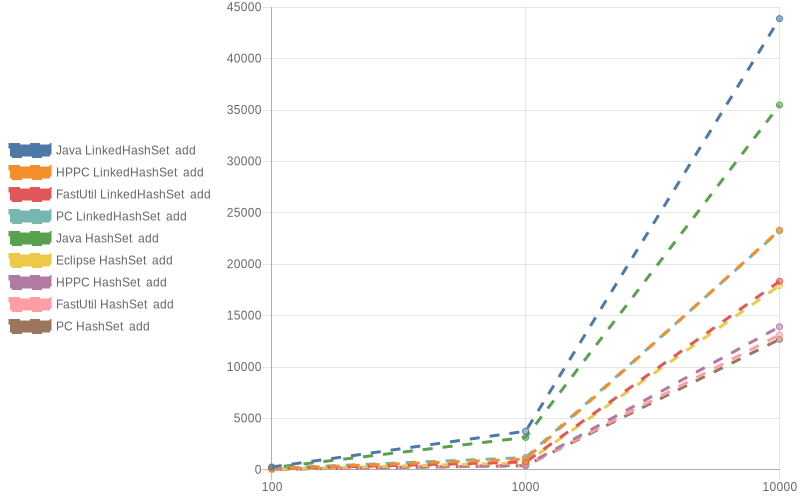 Java LinkedHashSet add
HPPC LinkedHashSet add
FastUtil LinkedHashSet add
PC LinkedHashSet add
Java HashSet add
Eclipse HashSet add
HPPC HashSet add
FastUtil HashSet add
PC HashSet add
45000
40000
35000
30000
25000
20000
15000
10000
5000
0
100
1000
10000